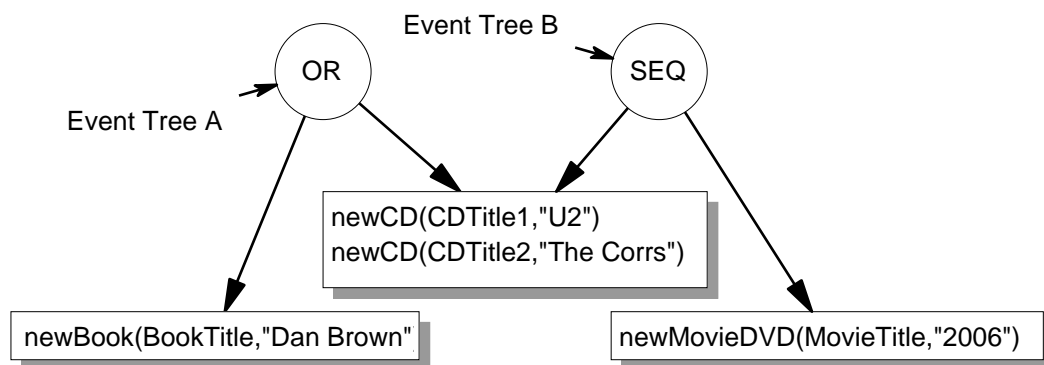 Event Tree B
OR
SEQ
Event Tree A
newCD(CDTitle1,"U2")
newCD(CDTitle2,"The Corrs")
newBook(BookTitle,"Dan Brown"
newMovieDVD(MovieTitle,"2006")